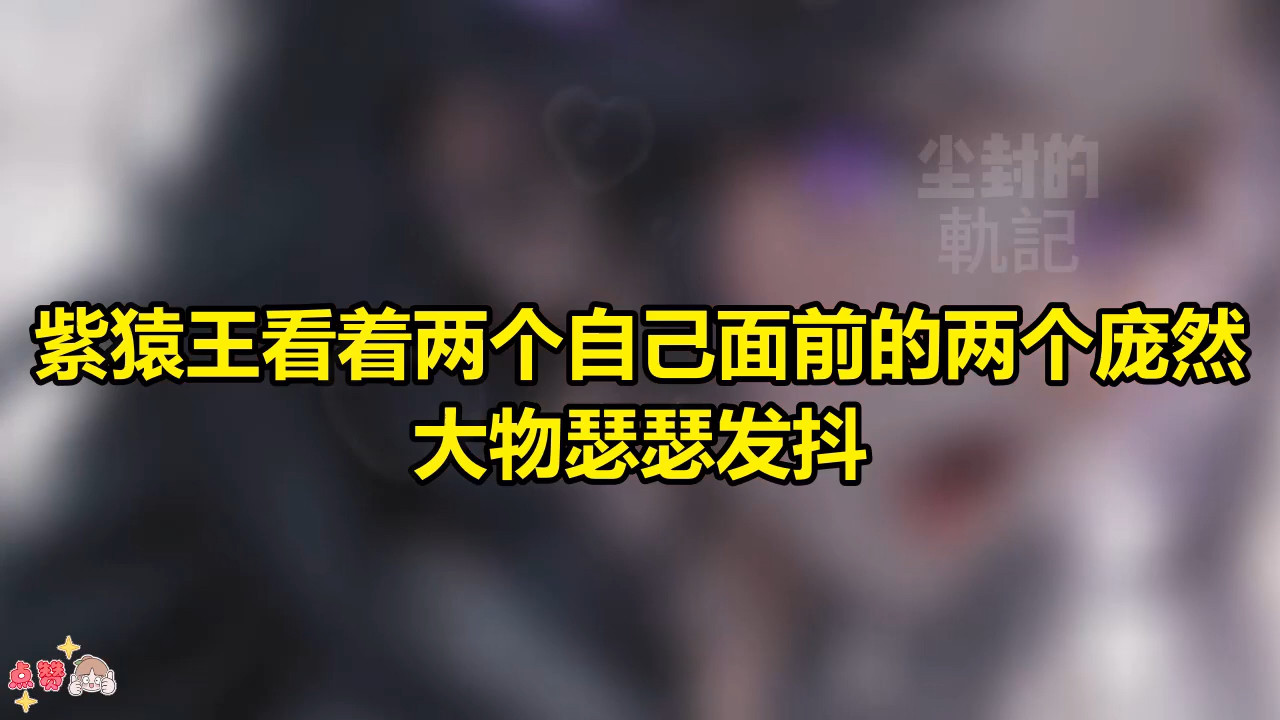 尘封的
軌記
紫猿王看着两个自己面前的两个庞然
大物瑟瑟发抖
点赞